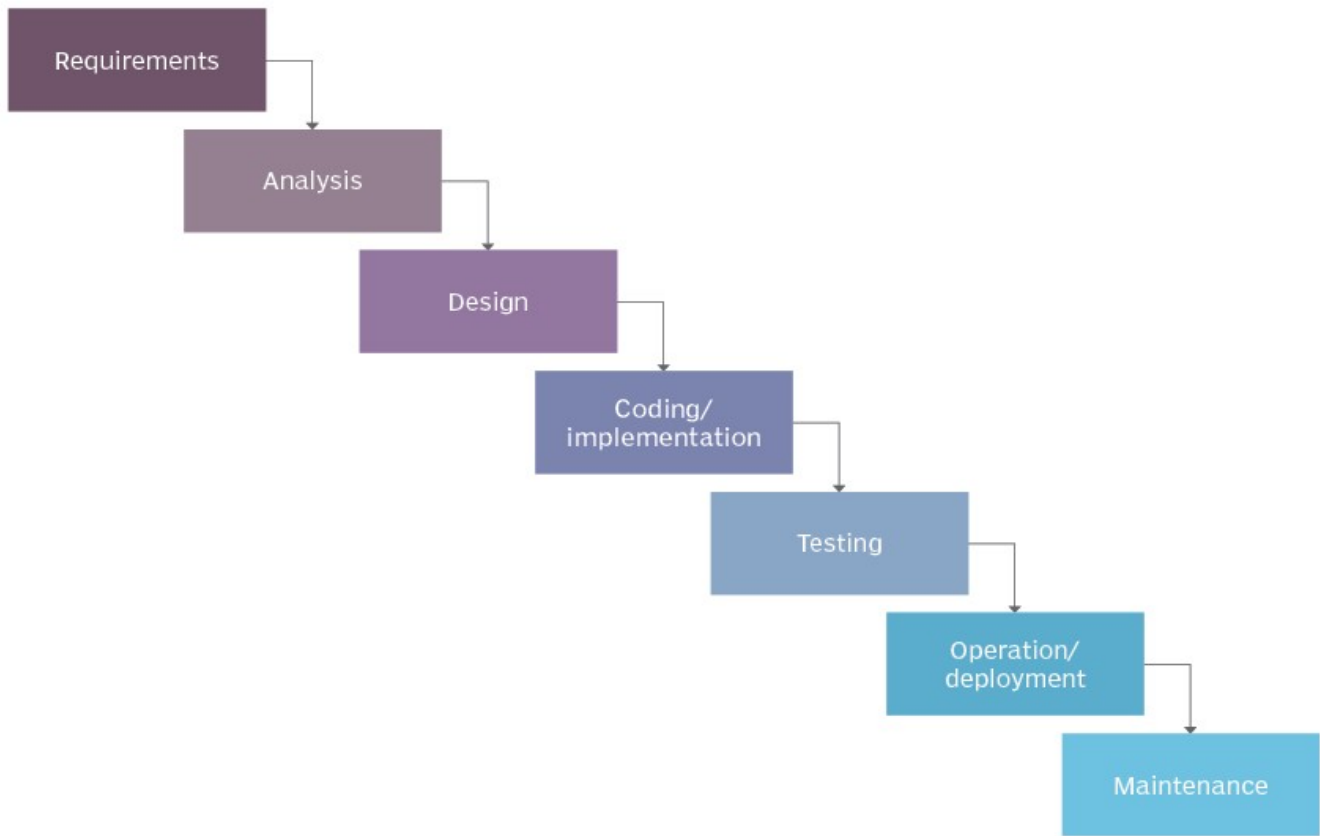 Requirements
Analysis
Design
Coding/
implementation
Testing
Operation/
deployment
Maintenance